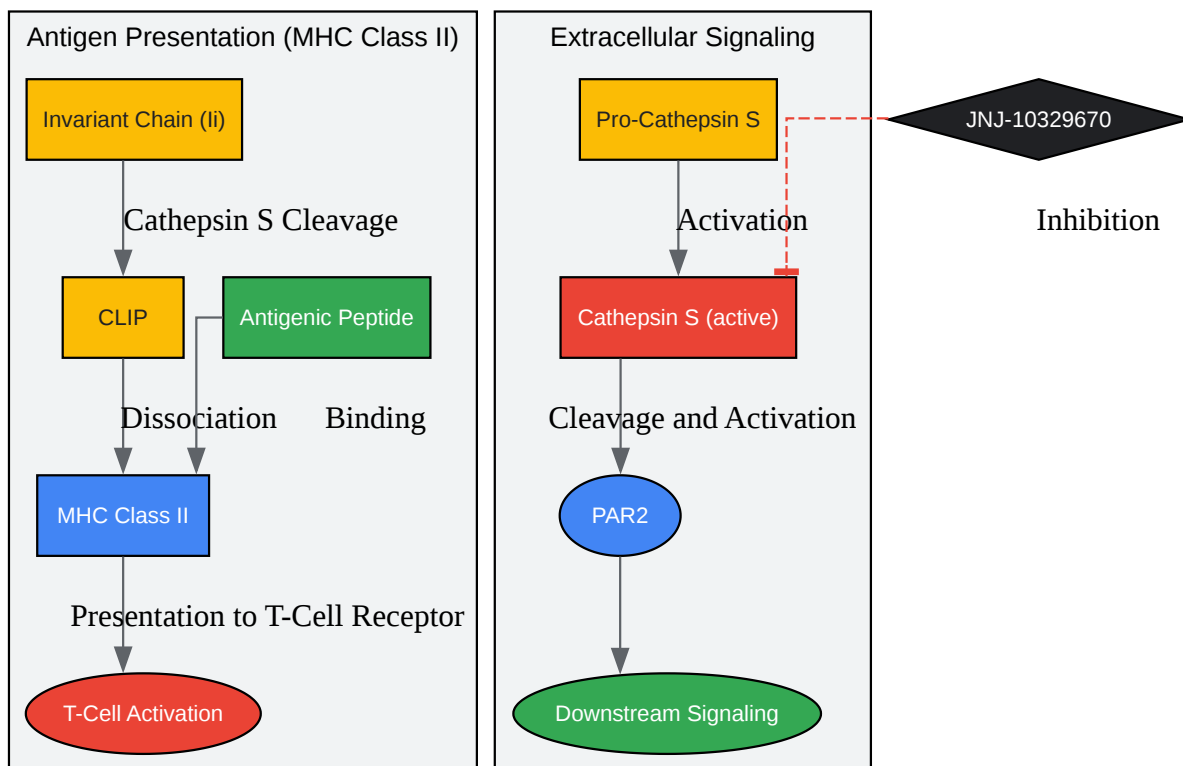 Antigen Presentation (MHC Class II)
Invariant Chain (Ii)
Cathepsin S Cleavage
CLIP
Antigenic Peptide
Dissociation
Binding
MHC Class II
Presentation to T-Cell Receptor
T-Cell Activation
Extracellular Signaling
Pro-Cathepsin S
Activation
Cathepsin S (active)
Cleavage and Activation
PAR2
Downstream Signaling
JNJ-10329670
Inhibition